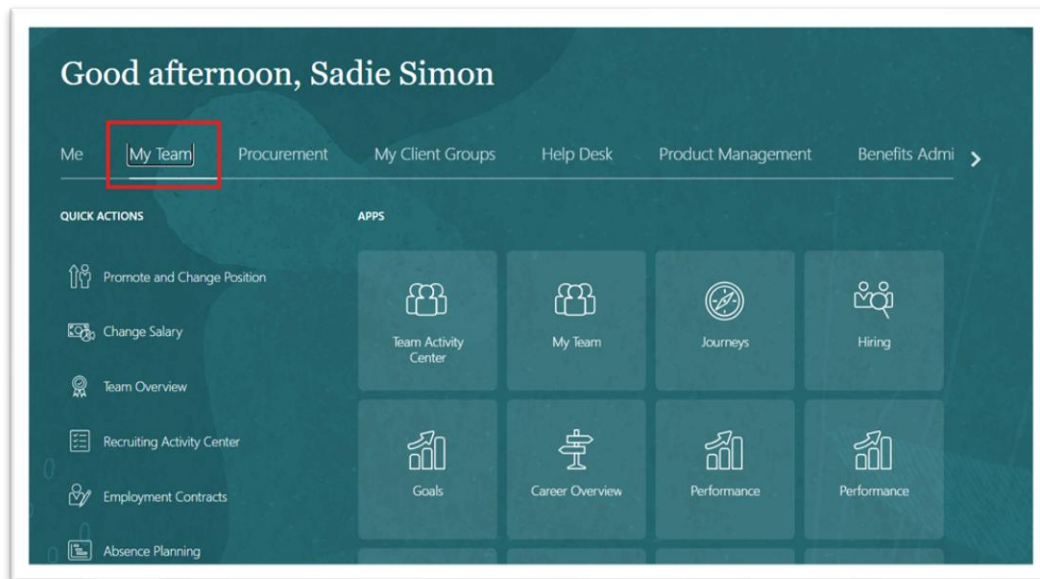 Good afternoon, Sadie Simon
Me My Team Procurement My Client Groups Help Desk Product Management Benefits Admi
QUICK ACTIONS
Promote and Change Position
Change Salary
Team Overview
Recruiting Activity Center
Employment Contracts
Absence Planning
APPS
Team Activity
Center
My Team
Journeys
Hiring
Goals
Career Overview
Performance
Performance